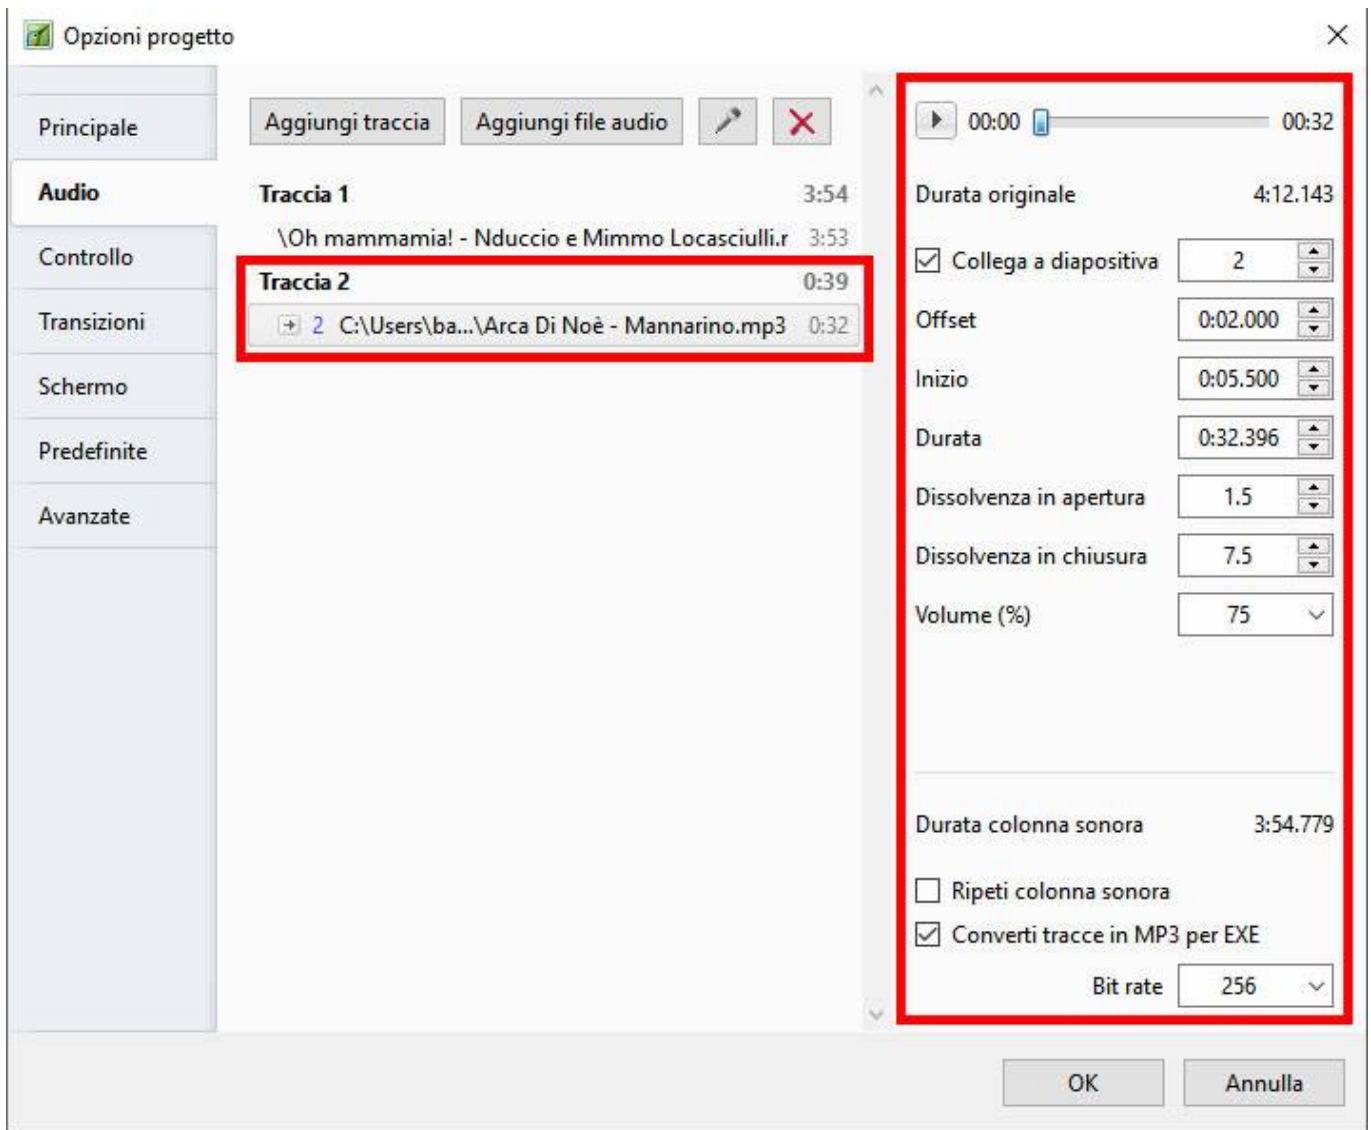 Opzioni progetto
Principale
Audio
Controllo
Transizioni
Schermo
Predefinite
Avanzate
Aggiungi traccia Aggiungi file audio
Traccia 1 3:54
\Oh mammamia! - Nduccio e Mimmo Locasciulli.r 3:53
Traccia 2 0:39
2 C:\Users\ba...\Arca Di Noè - Mannarino.mp3 0:32
00:00 00:32
Durata originale 4:12.143
Collega a diapositiva 2
Offset 0:02.000
Inizio 0:05.500
Durata 0:32.396
Dissolvenza in apertura 1.5
Dissolvenza in chiusura 7.5
Volume (%) 75
Durata colonna sonora 3:54.779
Ripeti colonna sonora
Converti tracce in MP3 per EXE
Bit rate 256
OK Annulla